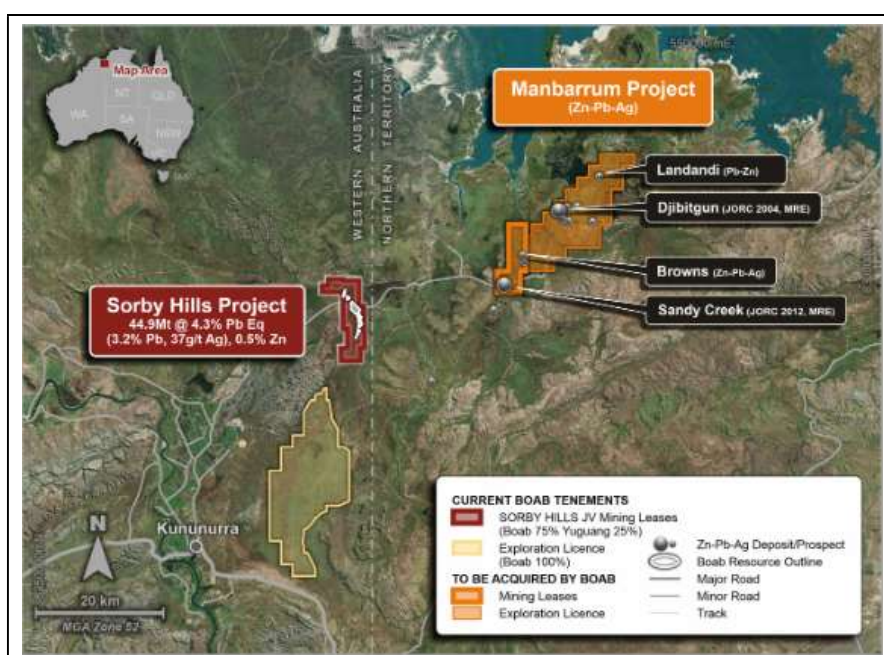 550000 mE
Map Area
NT
QLD
WA
SA
NSW
WESTERN AUSTRALIA
NORTHERN TERRITORY
Manbarrum Project
(Zn-Pb-Ag)
Landandi (Pb-Zn)
Djibitgun (JORC 2004, MRE)
Browns (Zn-Pb-Ag)
Sandy Creek (JORC 2012, MRE)
Sorby Hills Project
44.9Mt @ 4.3% Pb Eq
(3.2% Pb, 37g/t Ag), 0.5% Zn
Kununurra
N
20 km
MGA Zone 52
CURRENT BOAB TENEMENTS
SORBY HILLS JV Mining Leases
(Boab 75% Yuguang 25%)
Exploration Licence
(Boab 100%)
TO BE ACQUIRED BY BOAB
Mining Leases
Exploration Licence
Zn-Pb-Ag Deposit/Prospect
Boab Resource Outline
Major Road
Minor Road
Track